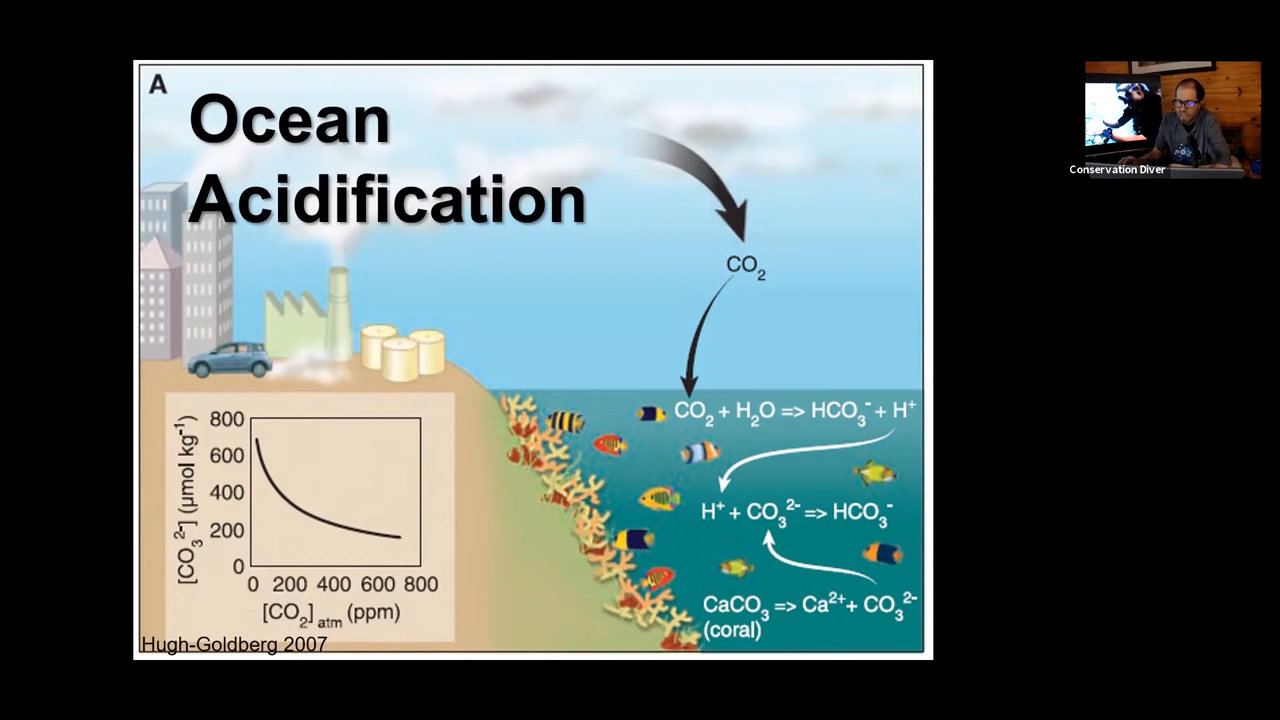 A
Ocean
Acidification
CO₂
CO₂ + H₂O => HCO₃⁻ + H⁺
H⁺ + CO₃²⁻ => HCO₃⁻
CaCO₃ => Ca²⁺ + CO₃²⁻
(coral)
[CO₃²⁻] (μmol kg⁻¹)
800
600
400
200
0
0 200 400 600 800
[CO₂] atm (ppm)
Hugh-Goldberg 2007
Conservation Diver